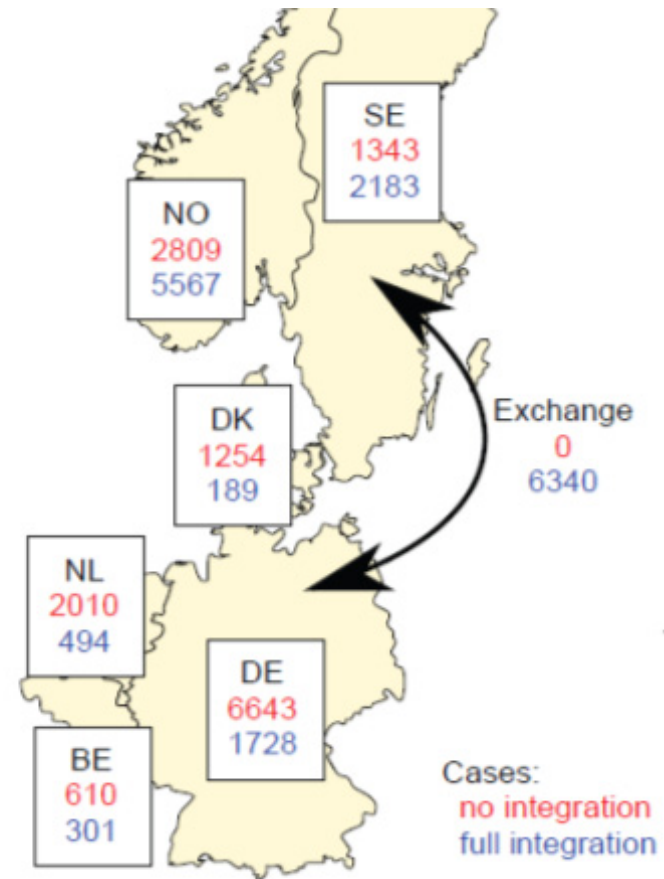 SE
1343
2183
NO
2809
5567
DK
1254
189
Exchange
0
6340
NL
2010
494
DE
6643
1728
BE
610
301
Cases:
no integration
full integration